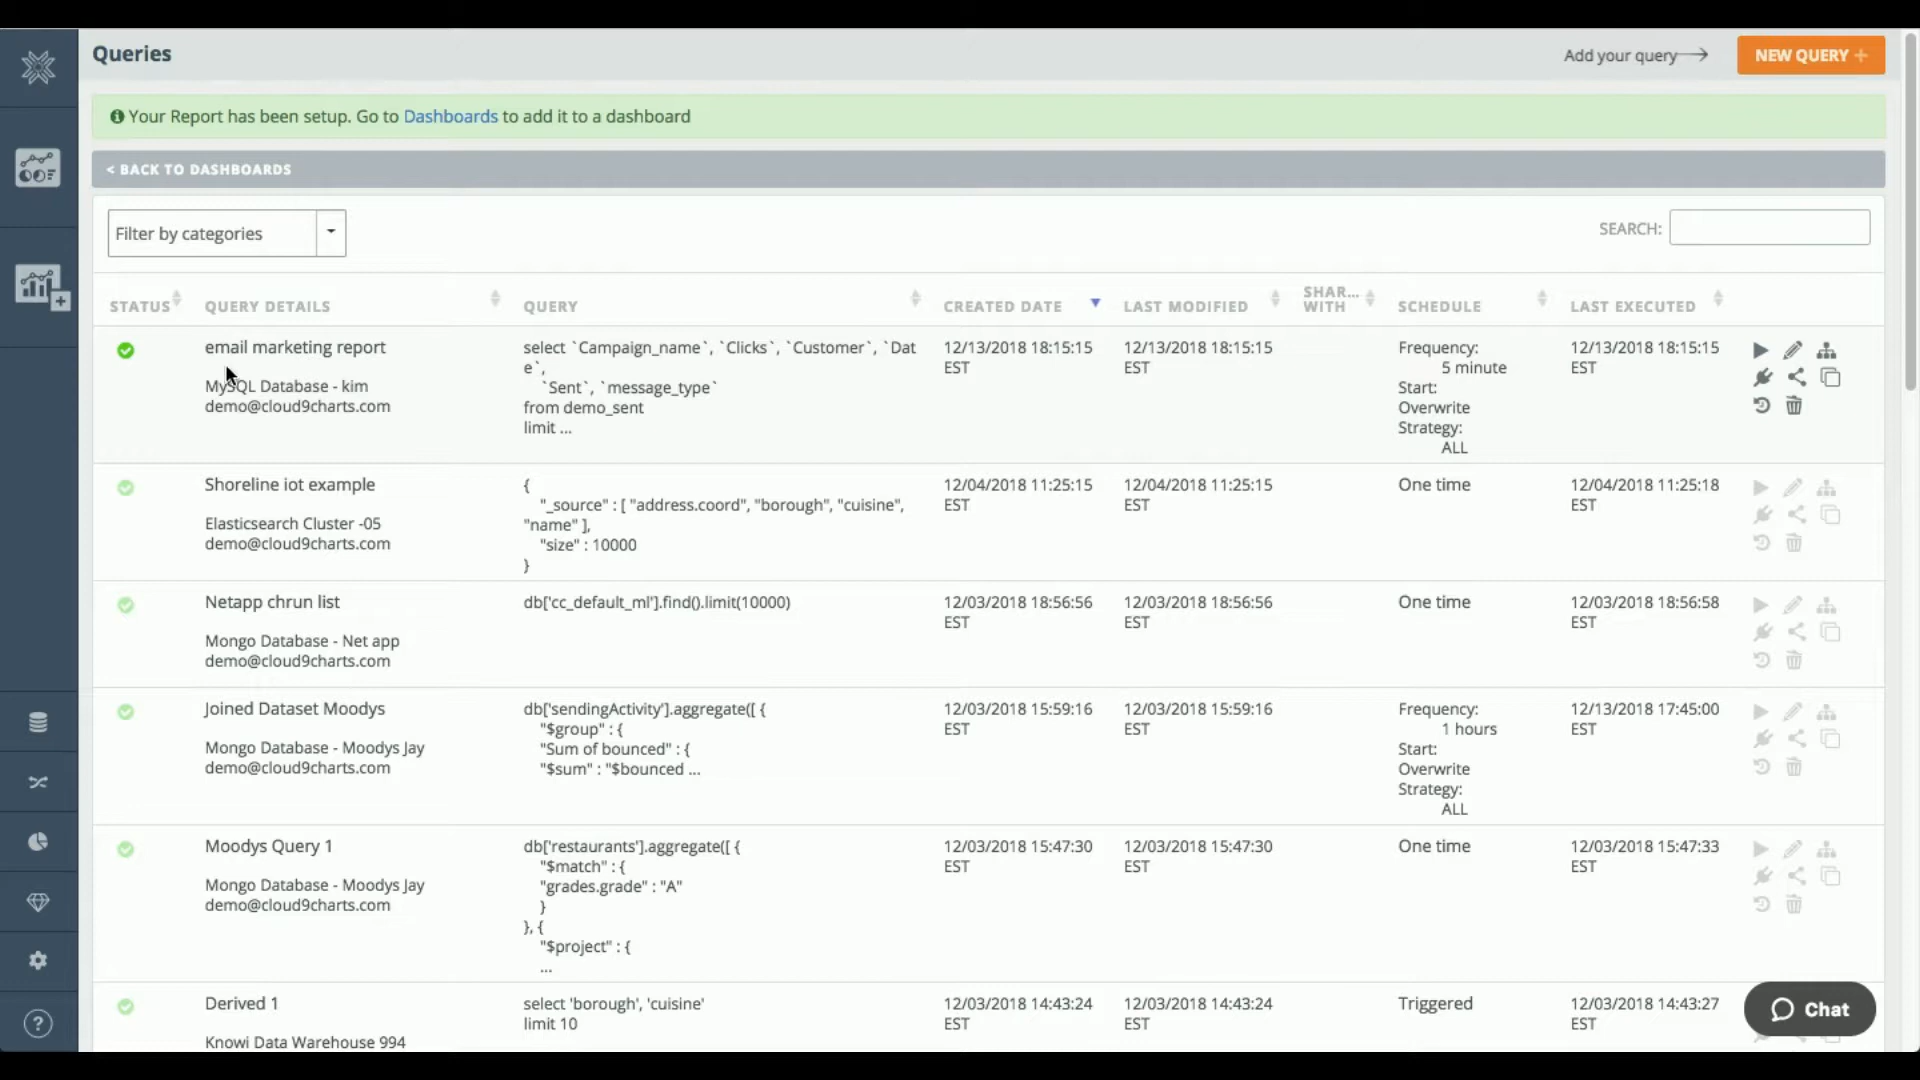 Queries
Add your query
NEW QUERY +
Your Report has been setup. Go to Dashboards to add it to a dashboard
< BACK TO DASHBOARDS
Filter by categories
SEARCH:
STATUS QUERY DETAILS QUERY CREATED DATE LAST MODIFIED SHAR... WITH SCHEDULE LAST EXECUTED
email marketing report
MySQL Database - kim
demo@cloud9charts.com
select `Campaign_name`, `Clicks`, `Customer`, `Dat
e`,
`Sent`, `message_type`
from demo_sent
limit ...
12/13/2018 18:15:15
EST
12/13/2018 18:15:15
EST
Frequency:
5 minute
Start:
Overwrite
Strategy:
ALL
12/13/2018 18:15:15
EST
Shoreline iot example
Elasticsearch Cluster -05
demo@cloud9charts.com
{
"_source" : [ "address.coord", "borough", "cuisine",
"name" ],
"size" : 10000
}
12/04/2018 11:25:15
EST
12/04/2018 11:25:15
EST
One time
12/04/2018 11:25:18
EST
Netapp chrun list
Mongo Database - Net app
demo@cloud9charts.com
db['cc_default_ml'].find().limit(10000)
12/03/2018 18:56:56
EST
12/03/2018 18:56:56
EST
One time
12/03/2018 18:56:58
EST
Joined Dataset Moodys
Mongo Database - Moodys Jay
demo@cloud9charts.com
db['sendingActivity'].aggregate([ {
"$group" : {
"Sum of bounced" : {
"$sum" : "$bounced ...
12/03/2018 15:59:16
EST
12/03/2018 15:59:16
EST
Frequency:
1 hours
Start:
Overwrite
Strategy:
ALL
12/13/2018 17:45:00
EST
Moodys Query 1
Mongo Database - Moodys Jay
demo@cloud9charts.com
db['restaurants'].aggregate([ {
"$match" : {
"grades.grade" : "A"
}
}, {
"$project" : {
...
12/03/2018 15:47:30
EST
12/03/2018 15:47:30
EST
One time
12/03/2018 15:47:33
EST
Derived 1
Knowi Data Warehouse 994
select 'borough', 'cuisine'
limit 10
12/03/2018 14:43:24
EST
12/03/2018 14:43:24
EST
Triggered
12/03/2018 14:43:27
EST
Chat